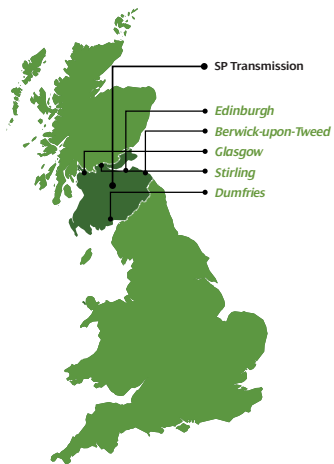 SP Transmission
Edinburgh
Berwick-upon-Tweed
Glasgow
Stirling
Dumfries